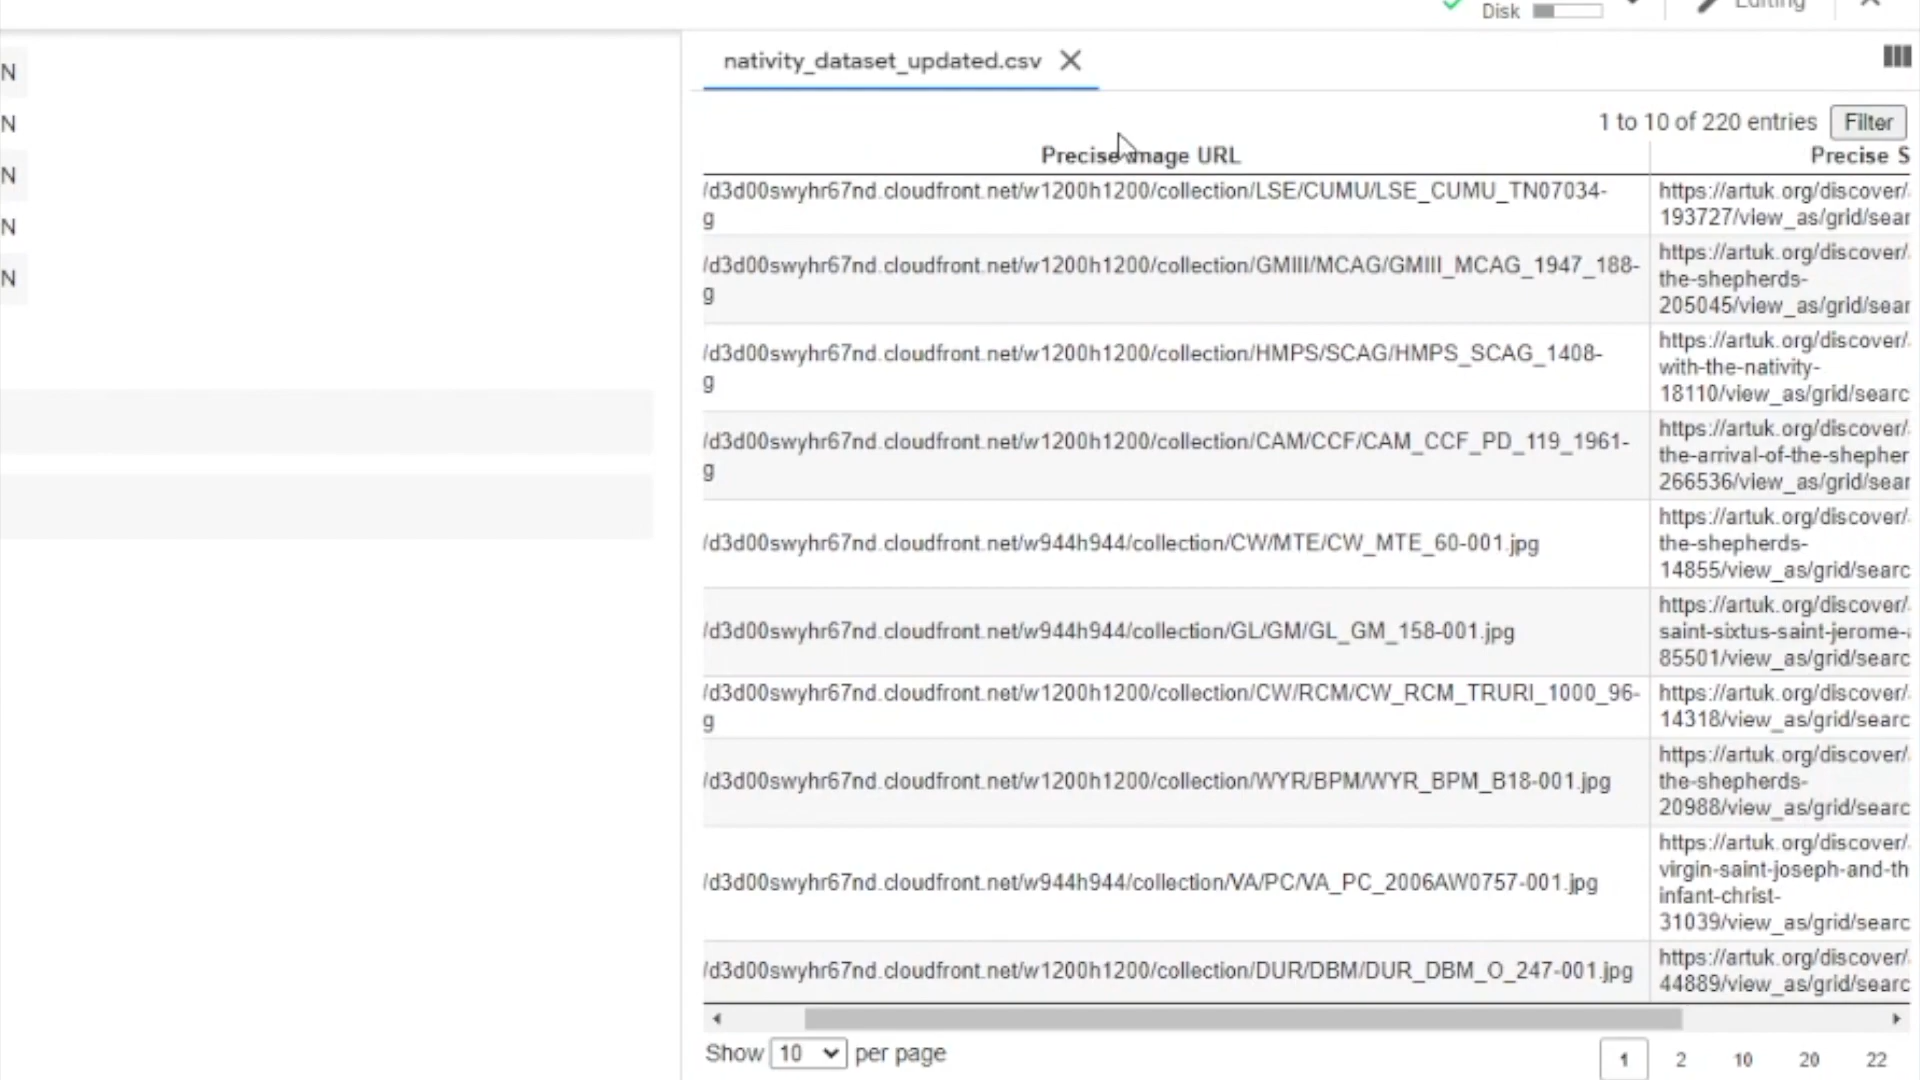 Disk
Editing
N
N
N
N
N
nativity_dataset_updated.csv
1 to 10 of 220 entries Filter
Precise Image URL Precise S
/d3d00swyhr67nd.cloudfront.net/w1200h1200/collection/LSE/CUMU/LSE_CUMU_TN07034-
g
https://artuk.org/discover/
193727/view_as/grid/sear
/d3d00swyhr67nd.cloudfront.net/w1200h1200/collection/GMIII/MCAG/GMIII_MCAG_1947_188-
g
https://artuk.org/discover/
the-shepherds-
205045/view_as/grid/sear
/d3d00swyhr67nd.cloudfront.net/w1200h1200/collection/HMPS/SCAG/HMPS_SCAG_1408-
g
https://artuk.org/discover/
with-the-nativity-
18110/view_as/grid/searc
/d3d00swyhr67nd.cloudfront.net/w1200h1200/collection/CAM/CCF/CAM_CCF_PD_119_1961-
g
https://artuk.org/discover/
the-arrival-of-the-shepher
266536/view_as/grid/sear
/d3d00swyhr67nd.cloudfront.net/w944h944/collection/CW/MTE/CW_MTE_60-001.jpg
https://artuk.org/discover/
the-shepherds-
14855/view_as/grid/searc
/d3d00swyhr67nd.cloudfront.net/w944h944/collection/GL/GM/GL_GM_158-001.jpg
https://artuk.org/discover/
saint-sixtus-saint-jerome-
85501/view_as/grid/searc
/d3d00swyhr67nd.cloudfront.net/w1200h1200/collection/CW/RCM/CW_RCM_TRURI_1000_96-
g
https://artuk.org/discover/
14318/view_as/grid/searc
/d3d00swyhr67nd.cloudfront.net/w1200h1200/collection/WYR/BPM/WYR_BPM_B18-001.jpg
https://artuk.org/discover/
the-shepherds-
20988/view_as/grid/searc
/d3d00swyhr67nd.cloudfront.net/w944h944/collection/VA/PC/VA_PC_2006AW0757-001.jpg
https://artuk.org/discover/
virgin-saint-joseph-and-th
infant-christ-
31039/view_as/grid/searc
/d3d00swyhr67nd.cloudfront.net/w1200h1200/collection/DUR/DBM/DUR_DBM_O_247-001.jpg
https://artuk.org/discover/
44889/view_as/grid/searc
Show 10 per page
1 2 10 20 22